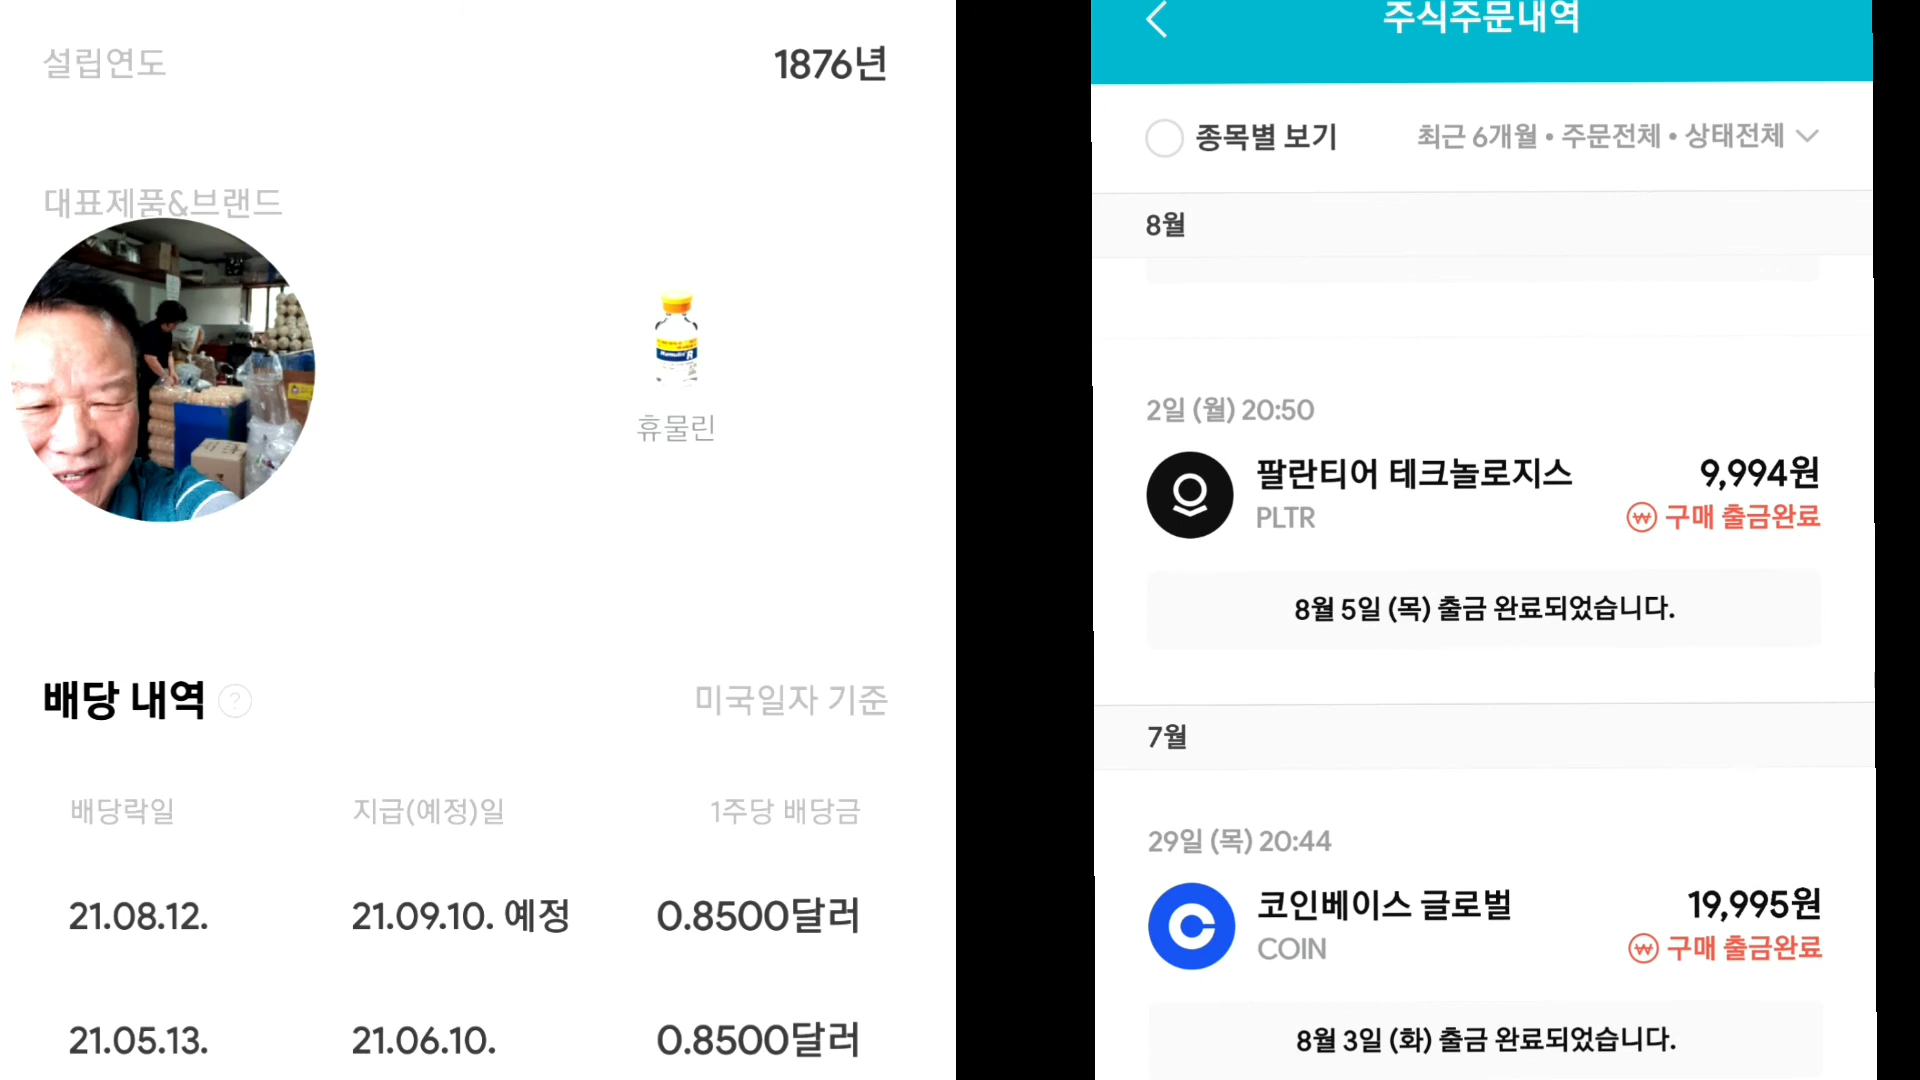 설립연도
1876년
대표제품&브랜드
휴물린
배당 내역 ?
미국일자 기준
배당락일 지급(예정)일 1주당 배당금
21.08.12. 21.09.10. 예정 0.8500달러
21.05.13. 21.06.10. 0.8500달러
주식주문내역
종목별 보기 최근 6개월 • 주문전체 • 상태전체
8월
2일 (월) 20:50
팔란티어 테크놀로지스 9,994원
PLTR 구매 출금완료
8월 5일 (목) 출금 완료되었습니다.
7월
29일 (목) 20:44
코인베이스 글로벌 19,995원
COIN 구매 출금완료
8월 3일 (화) 출금 완료되었습니다.